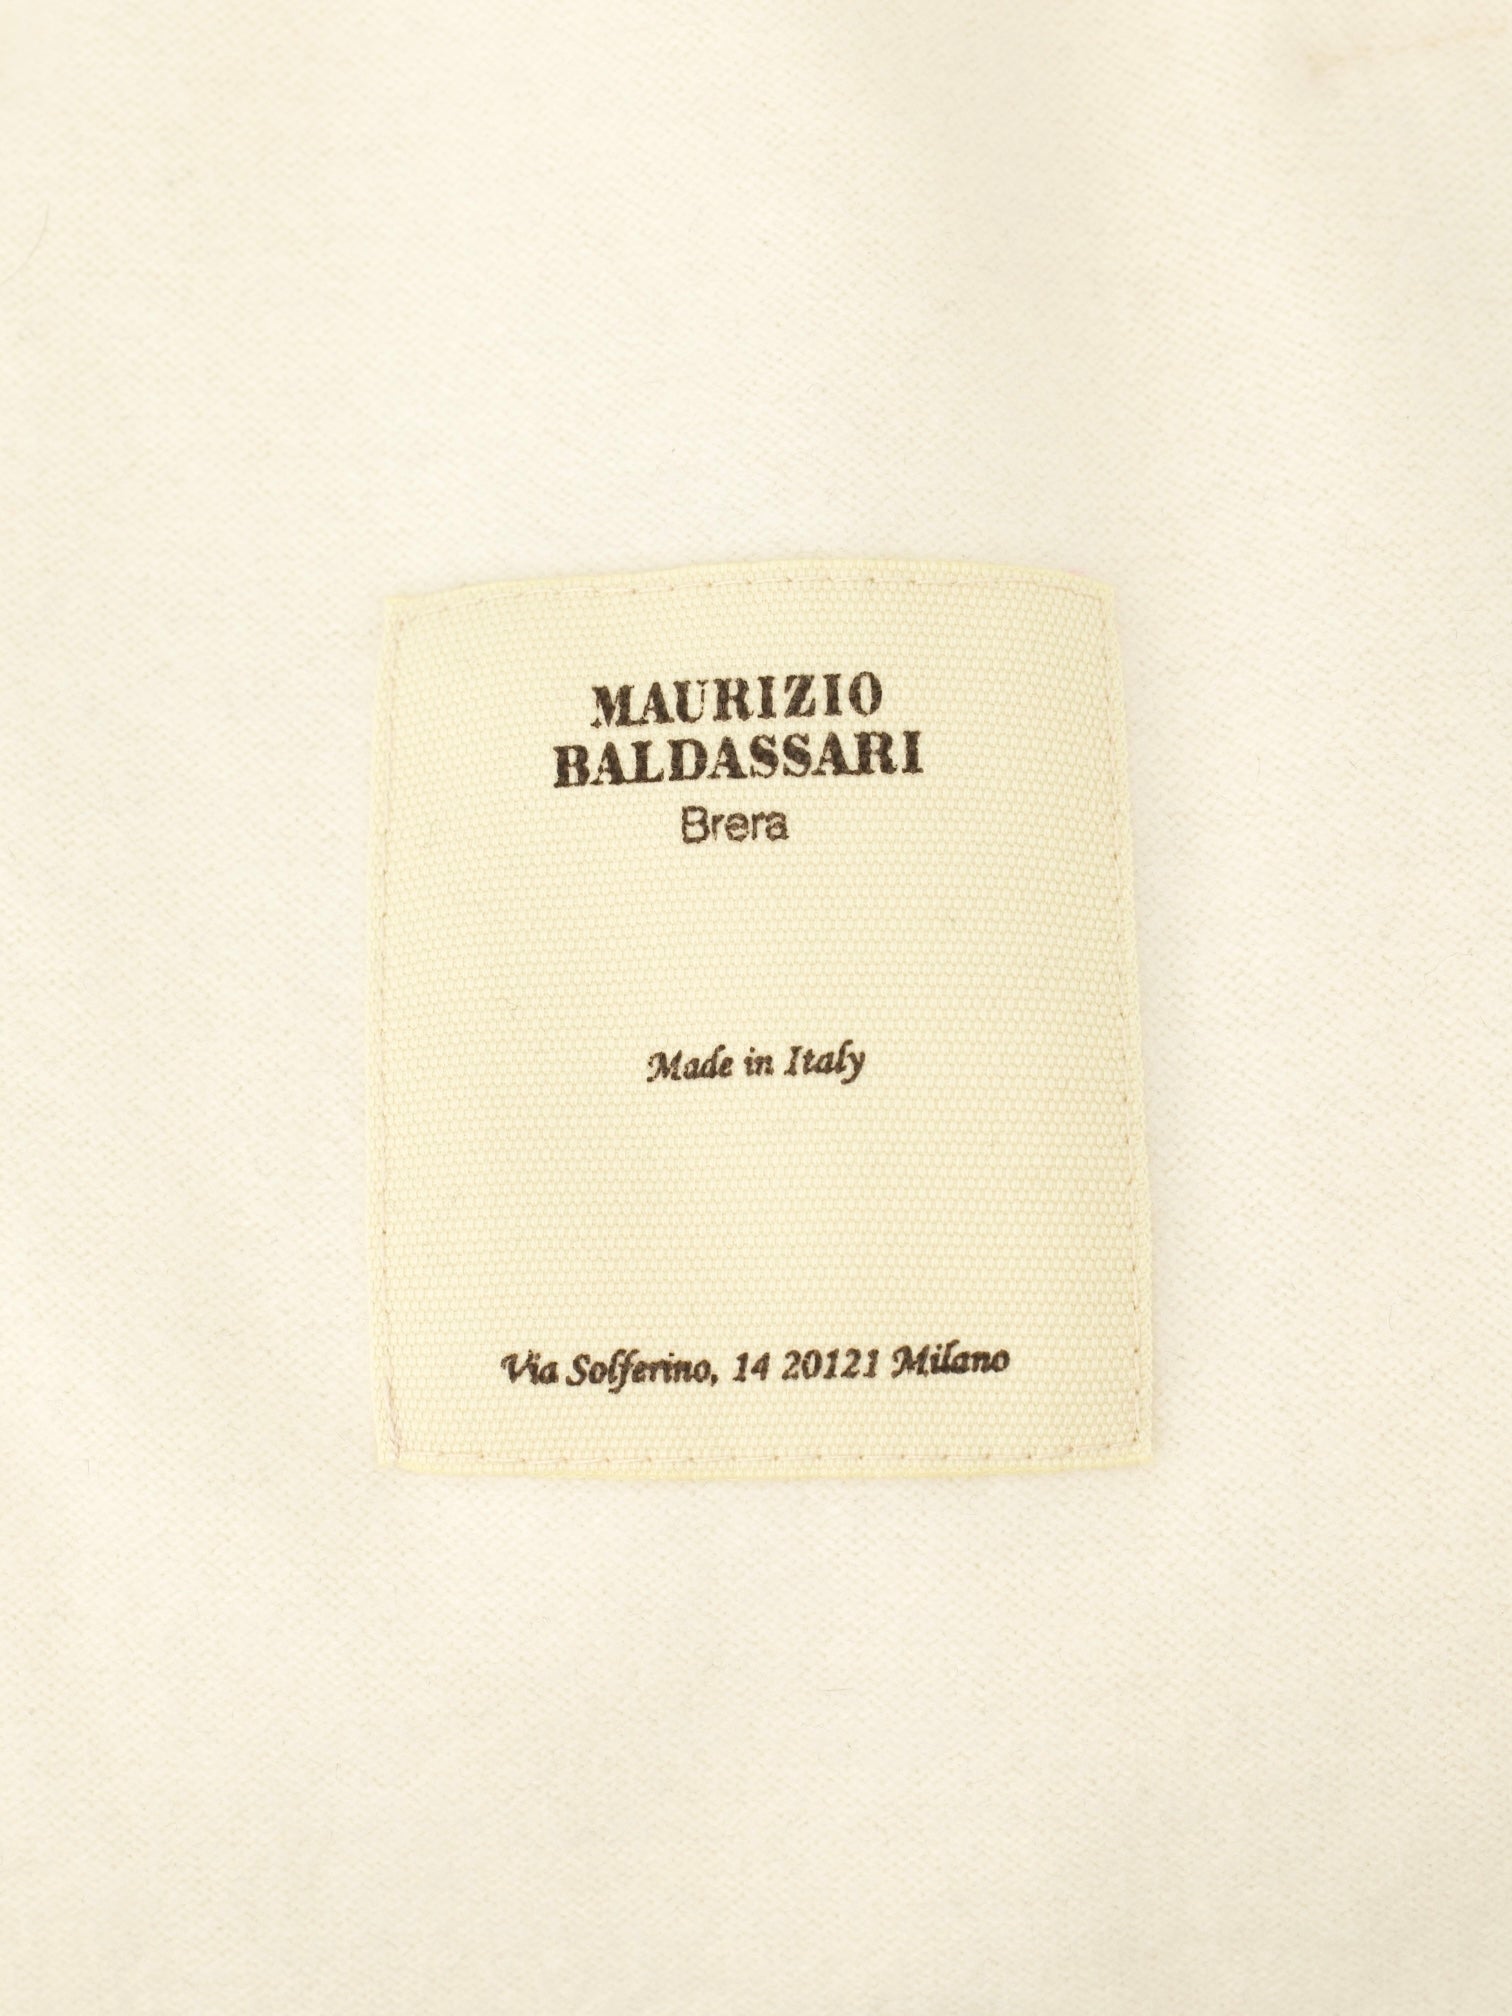 MAURIZIO
BALDASSARI
Brera
Made in Italy
Via Solferino, 14 20121 Milano